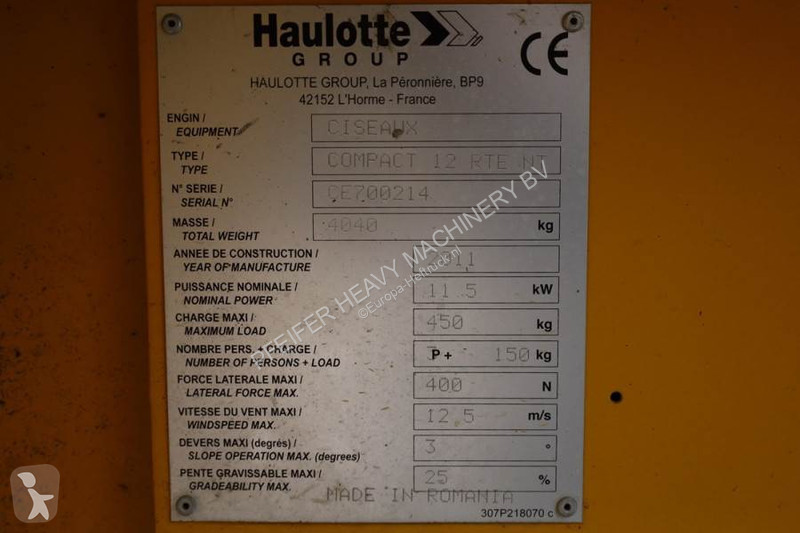 Haulotte
GROUP
HAULOTTE GROUP, La Péronnière, BP9
42152 L'Horme - France
CE
ENGIN / EQUIPMENT CISEAUX
TYPE / TYPE COMPACT 12 RTE
N° SERIE / SERIAL N° CE700214
MASSE / TOTAL WEIGHT 4040 kg
ANNEE DE CONSTRUCTION / YEAR OF MANUFACTURE
PUISSANCE NOMINALE / NOMINAL POWER 11.5 kW
CHARGE MAXI / MAXIMUM LOAD 450 kg
NOMBRE PERS. + CHARGE / NUMBER OF PERSONS + LOAD P + 150 kg
FORCE LATERALE MAXI / LATERAL FORCE MAX. 400 N
VITESSE DU VENT MAXI / WINDSPEED MAX. 12.5 m/s
DEVERS MAXI (degrés) / SLOPE OPERATION MAX. (degrees) 3 °
PENTE GRAVISSABLE MAXI / GRADEABILITY MAX. 25 %
MADE IN ROMANIA
307P218070 c
PFEIFER HEAVY MACHINERY BV
©Europa-Heftruck.nl